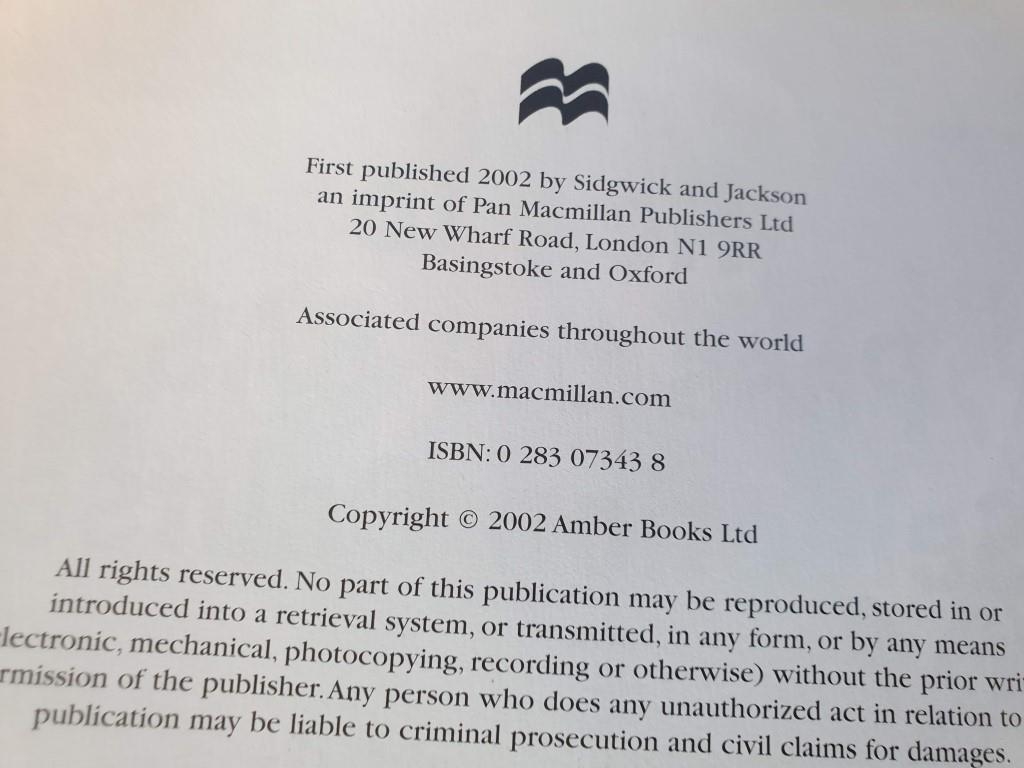 First published 2002 by Sidgwick and Jackson
an imprint of Pan Macmillan Publishers Ltd
20 New Wharf Road, London N1 9RR
Basingstoke and Oxford
Associated companies throughout the world
www.macmillan.com
ISBN: 0 283 07343 8
Copyright © 2002 Amber Books Ltd
All rights reserved. No part of this publication may be reproduced, stored in or
introduced into a retrieval system, or transmitted, in any form, or by any means
lectronic, mechanical, photocopying, recording or otherwise) without the prior wri
rmission of the publisher. Any person who does any unauthorized act in relation to
publication may be liable to criminal prosecution and civil claims for damages.